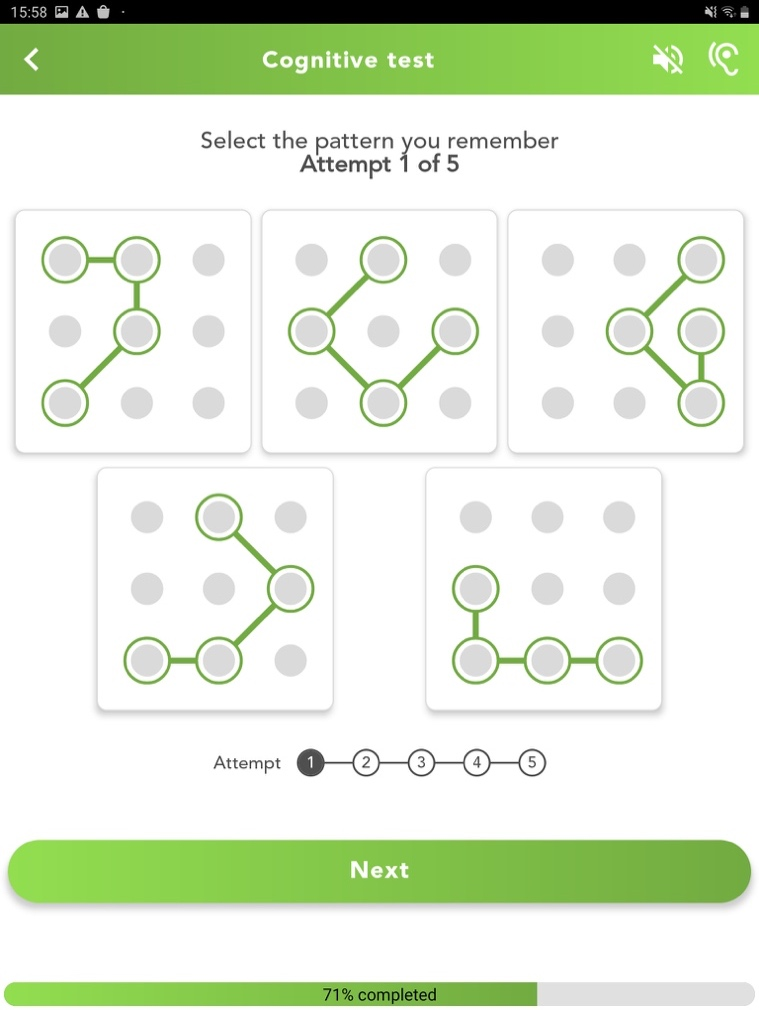 15:58
Cognitive test
Select the pattern you remember
Attempt 1 of 5
Attempt 1 2 3 4 5
Next
71% completed